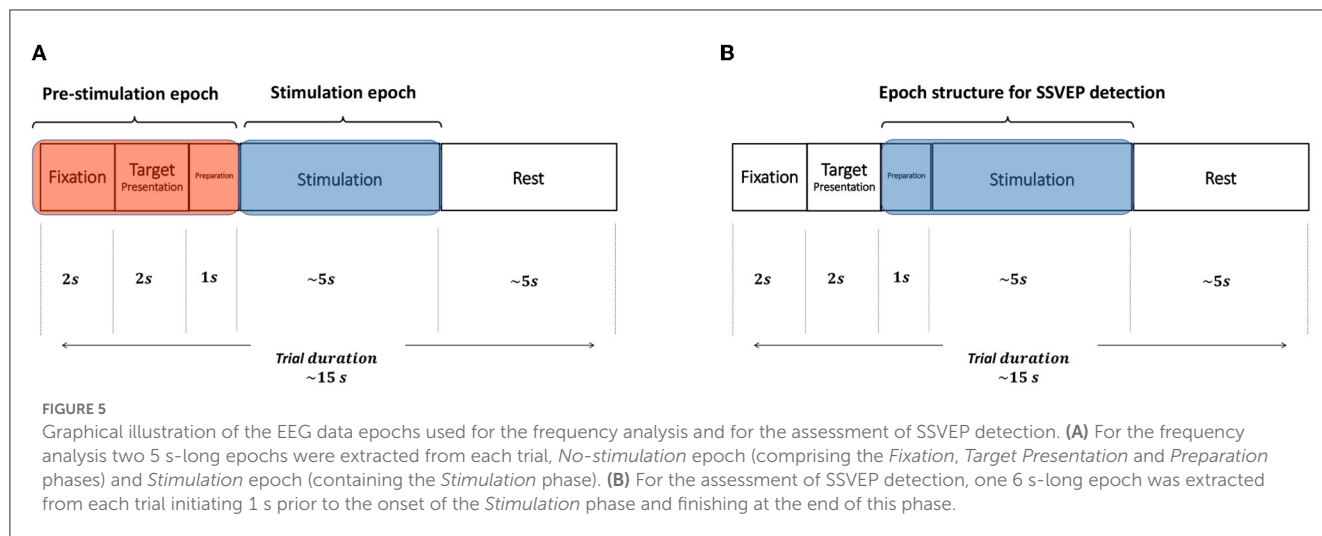 A
Pre-stimulation epoch
Stimulation epoch
Fixation
Target
Presentation
Preparation
Stimulation
Rest
2s
2s
1s
~5s
~5s
Trial duration
~15 s
B
Epoch structure for SSVEP detection
Fixation
Target
Presentation
Preparation
Stimulation
Rest
2s
2s
1s
~5s
~5s
Trial duration
~15 s
FIGURE 5
Graphical illustration of the EEG data epochs used for the frequency analysis and for the assessment of SSVEP detection. (A) For the frequency
analysis two 5 s-long epochs were extracted from each trial, No-stimulation epoch (comprising the Fixation, Target Presentation and Preparation
phases) and Stimulation epoch (containing the Stimulation phase). (B) For the assessment of SSVEP detection, one 6 s-long epoch was extracted
from each trial initiating 1 s prior to the onset of the Stimulation phase and finishing at the end of this phase.